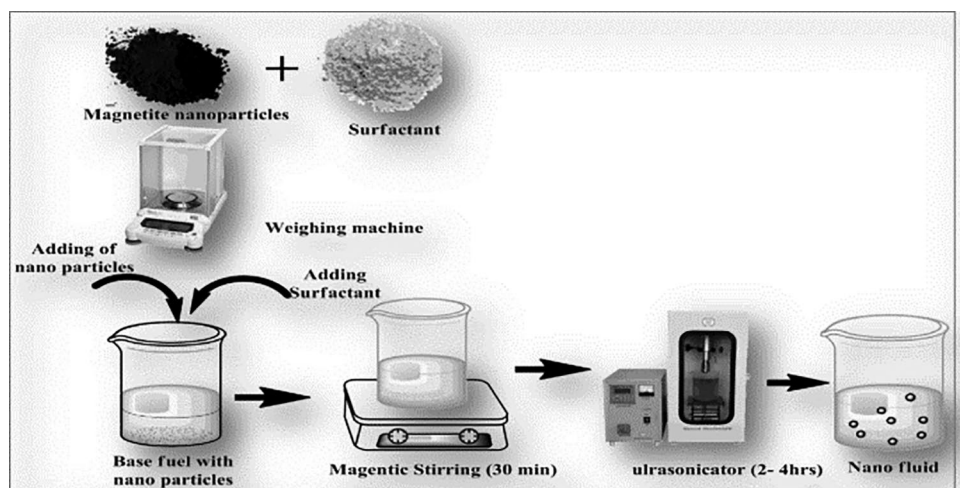 Magnetite nanoparticles
+
Surfactant
Weighing machine
Adding of
nano particles
Adding
Surfactant
Base fuel with
nano particles
Magentic Stirring (30 min)
ulrasonicator (2- 4hrs)
Nano fluid